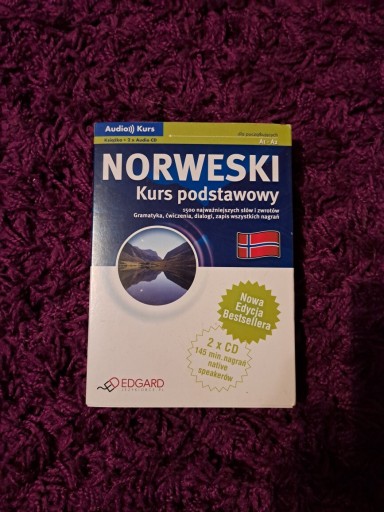 Audio Kurs
Książka + 2 x Audio CD
dla początkujących
A1 - A2
NORWESKI
Kurs podstawowy
1500 najważniejszych słów i zwrotów
Gramatyka, ćwiczenia, dialogi, zapis wszystkich nagrań
Nowa
Edycja
Bestsellera
2 x CD
145 min. nagrań
native
speakerów
EDGARD